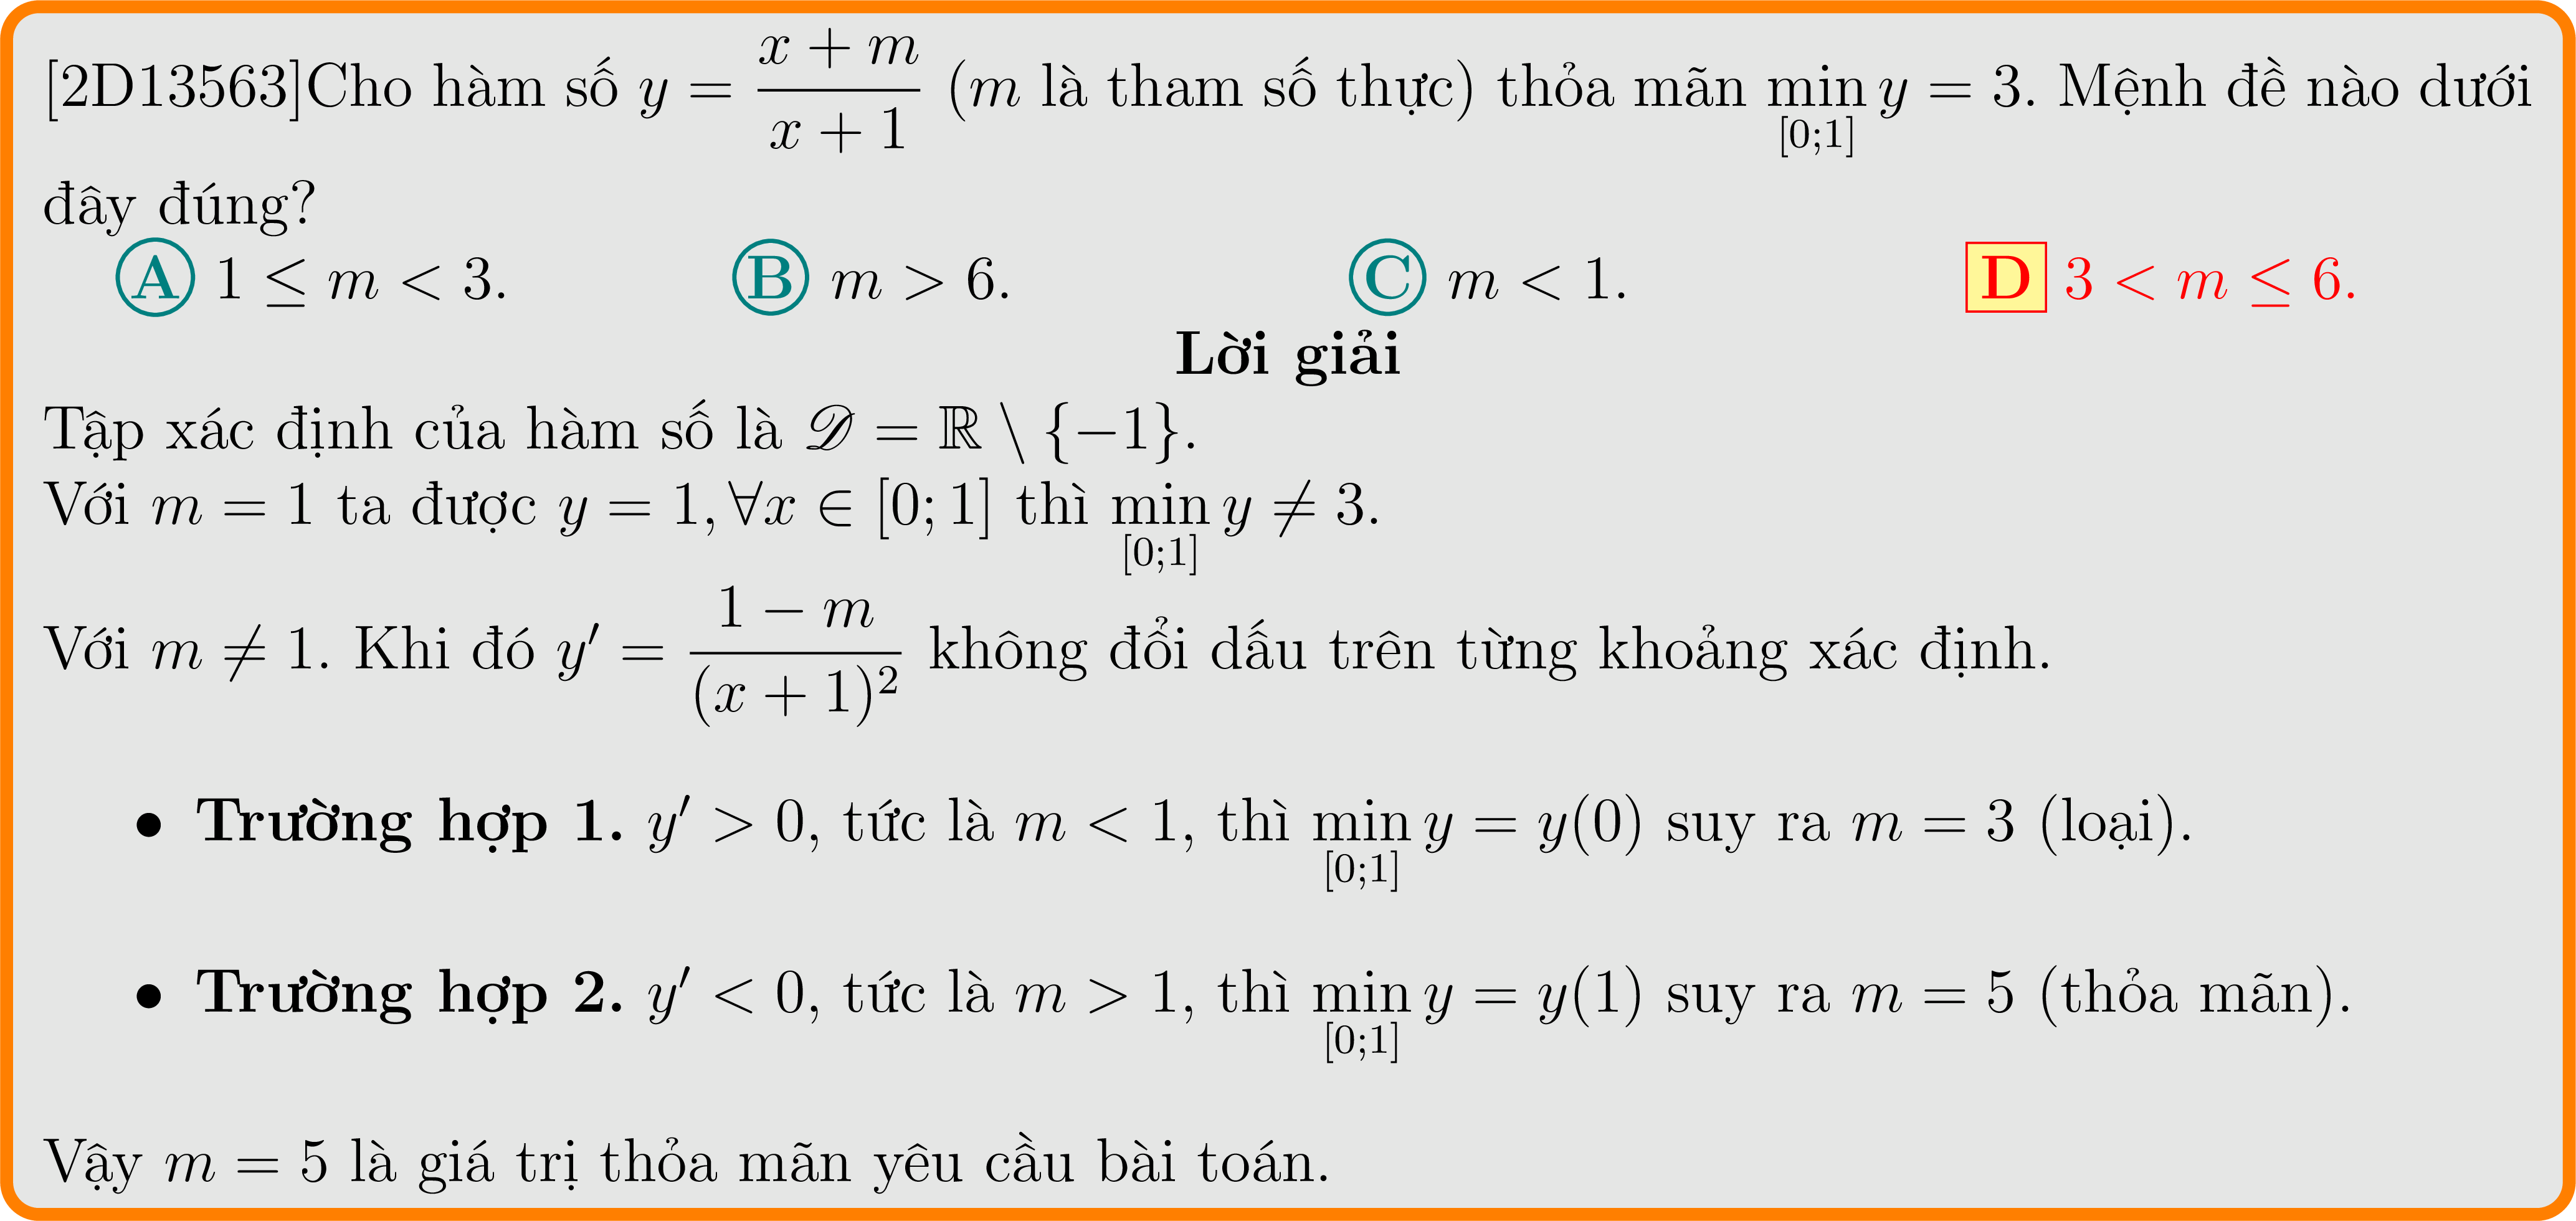 [2D13563]Cho hàm số $y = \dfrac{x+m}{x+1}$ ($m$ là tham số thực) thỏa mãn $\min\limits_{[0;1]} y = 3$. Mệnh đề nào dưới
đây đúng?
A $1 \leq m < 3$. B $m > 6$. C $m < 1$. D $3 < m \leq 6$.
Lời giải
Tập xác định của hàm số là $\mathscr{D} = \mathbb{R} \setminus \{-1\}$.
Với $m = 1$ ta được $y = 1, \forall x \in [0;1]$ thì $\min\limits_{[0;1]} y \neq 3$.
Với $m \neq 1$. Khi đó $y' = \dfrac{1-m}{(x+1)^2}$ không đổi dấu trên từng khoảng xác định.
• Trường hợp 1. $y' > 0$, tức là $m < 1$, thì $\min\limits_{[0;1]} y = y(0)$ suy ra $m = 3$ (loại).
• Trường hợp 2. $y' < 0$, tức là $m > 1$, thì $\min\limits_{[0;1]} y = y(1)$ suy ra $m = 5$ (thỏa mãn).
Vậy $m = 5$ là giá trị thỏa mãn yêu cầu bài toán.